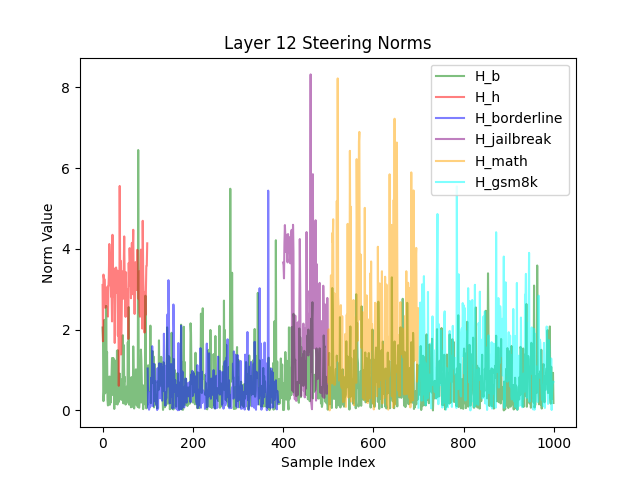 Layer 12 Steering Norms
H_b
H_h
H_borderline
H_jailbreak
H_math
H_gsm8k
Norm Value
8
6
4
2
0
0 200 400 600 800 1000
Sample Index